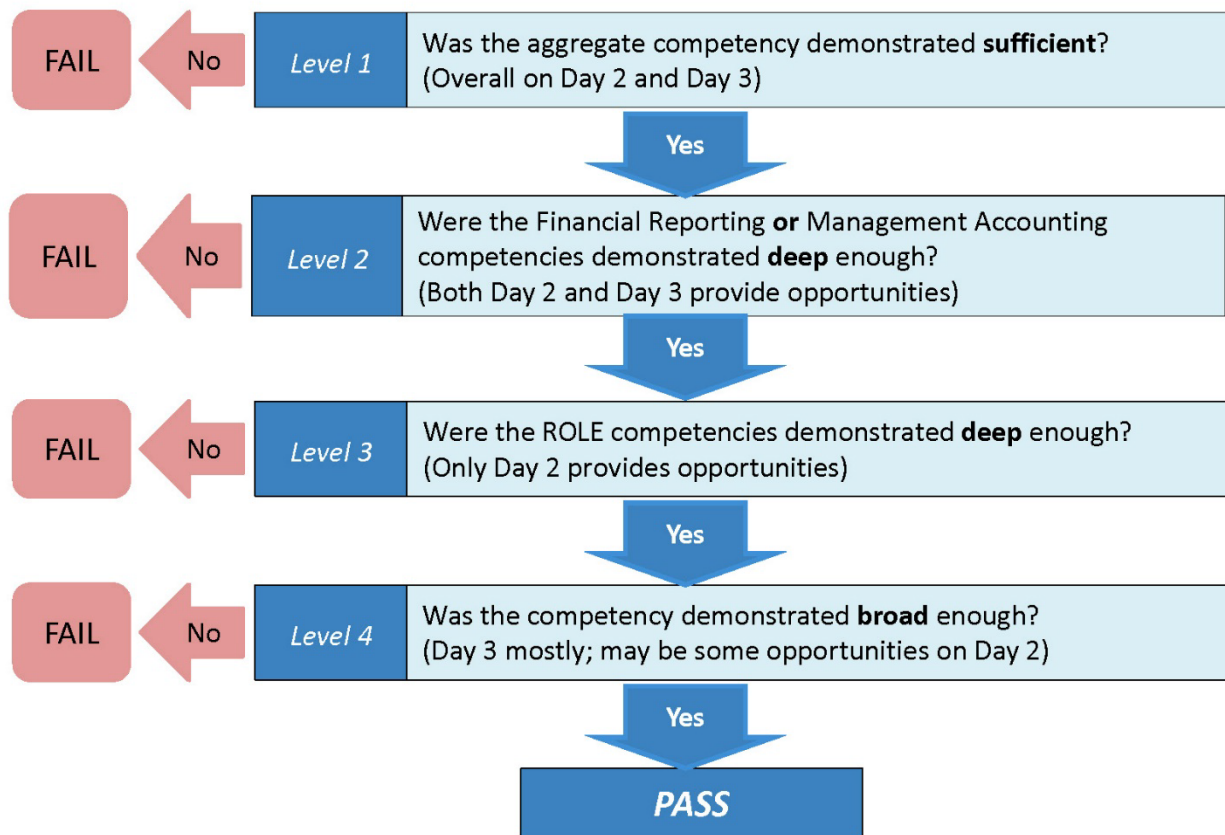 FAIL
No
Level 1
Was the aggregate competency demonstrated sufficient?
(Overall on Day 2 and Day 3)
Yes
FAIL
No
Level 2
Were the Financial Reporting or Management Accounting
competencies demonstrated deep enough?
(Both Day 2 and Day 3 provide opportunities)
Yes
FAIL
No
Level 3
Were the ROLE competencies demonstrated deep enough?
(Only Day 2 provides opportunities)
Yes
FAIL
No
Level 4
Was the competency demonstrated broad enough?
(Day 3 mostly; may be some opportunities on Day 2)
Yes
PASS